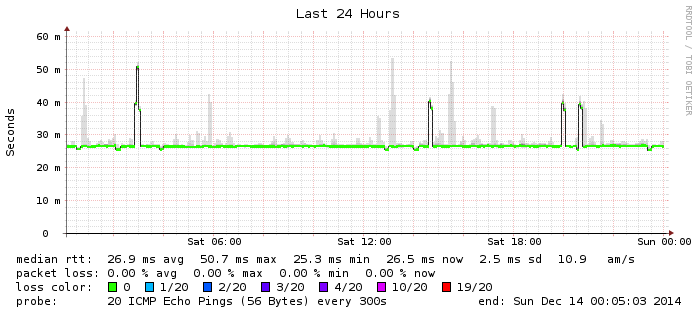 Last 24 Hours
RRDTOOL / TOBI OETIKER
Seconds
60 m
50 m
40 m
30 m
20 m
10 m
0
Sat 06:00 Sat 12:00 Sat 18:00 Sun 00:00
median rtt: 26.9 ms avg 50.7 ms max 25.3 ms min 26.5 ms now 2.5 ms sd 10.9 am/s
packet loss: 0.00 % avg 0.00 % max 0.00 % min 0.00 % now
loss color: 0 1/20 2/20 3/20 4/20 10/20 19/20
probe: 20 ICMP Echo Pings (56 Bytes) every 300s end: Sun Dec 14 00:05:03 2014